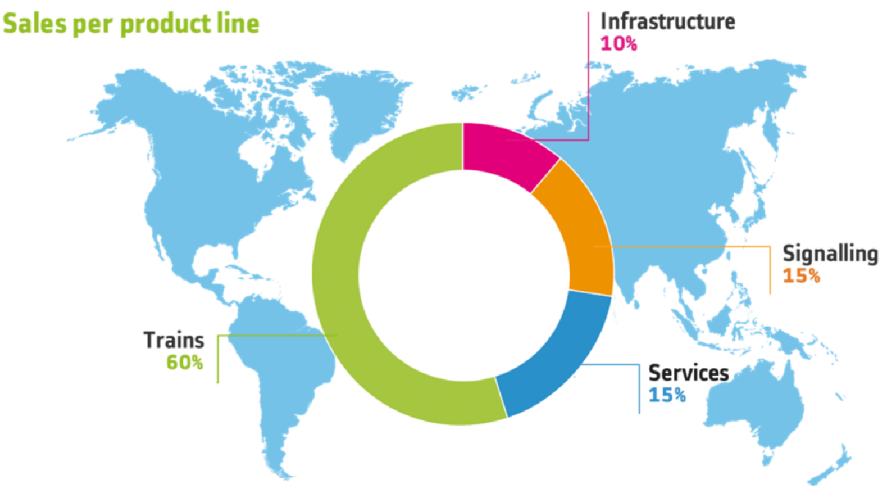 Sales per product line
Infrastructure
10%
Signalling
15%
Trains
60%
Services
15%